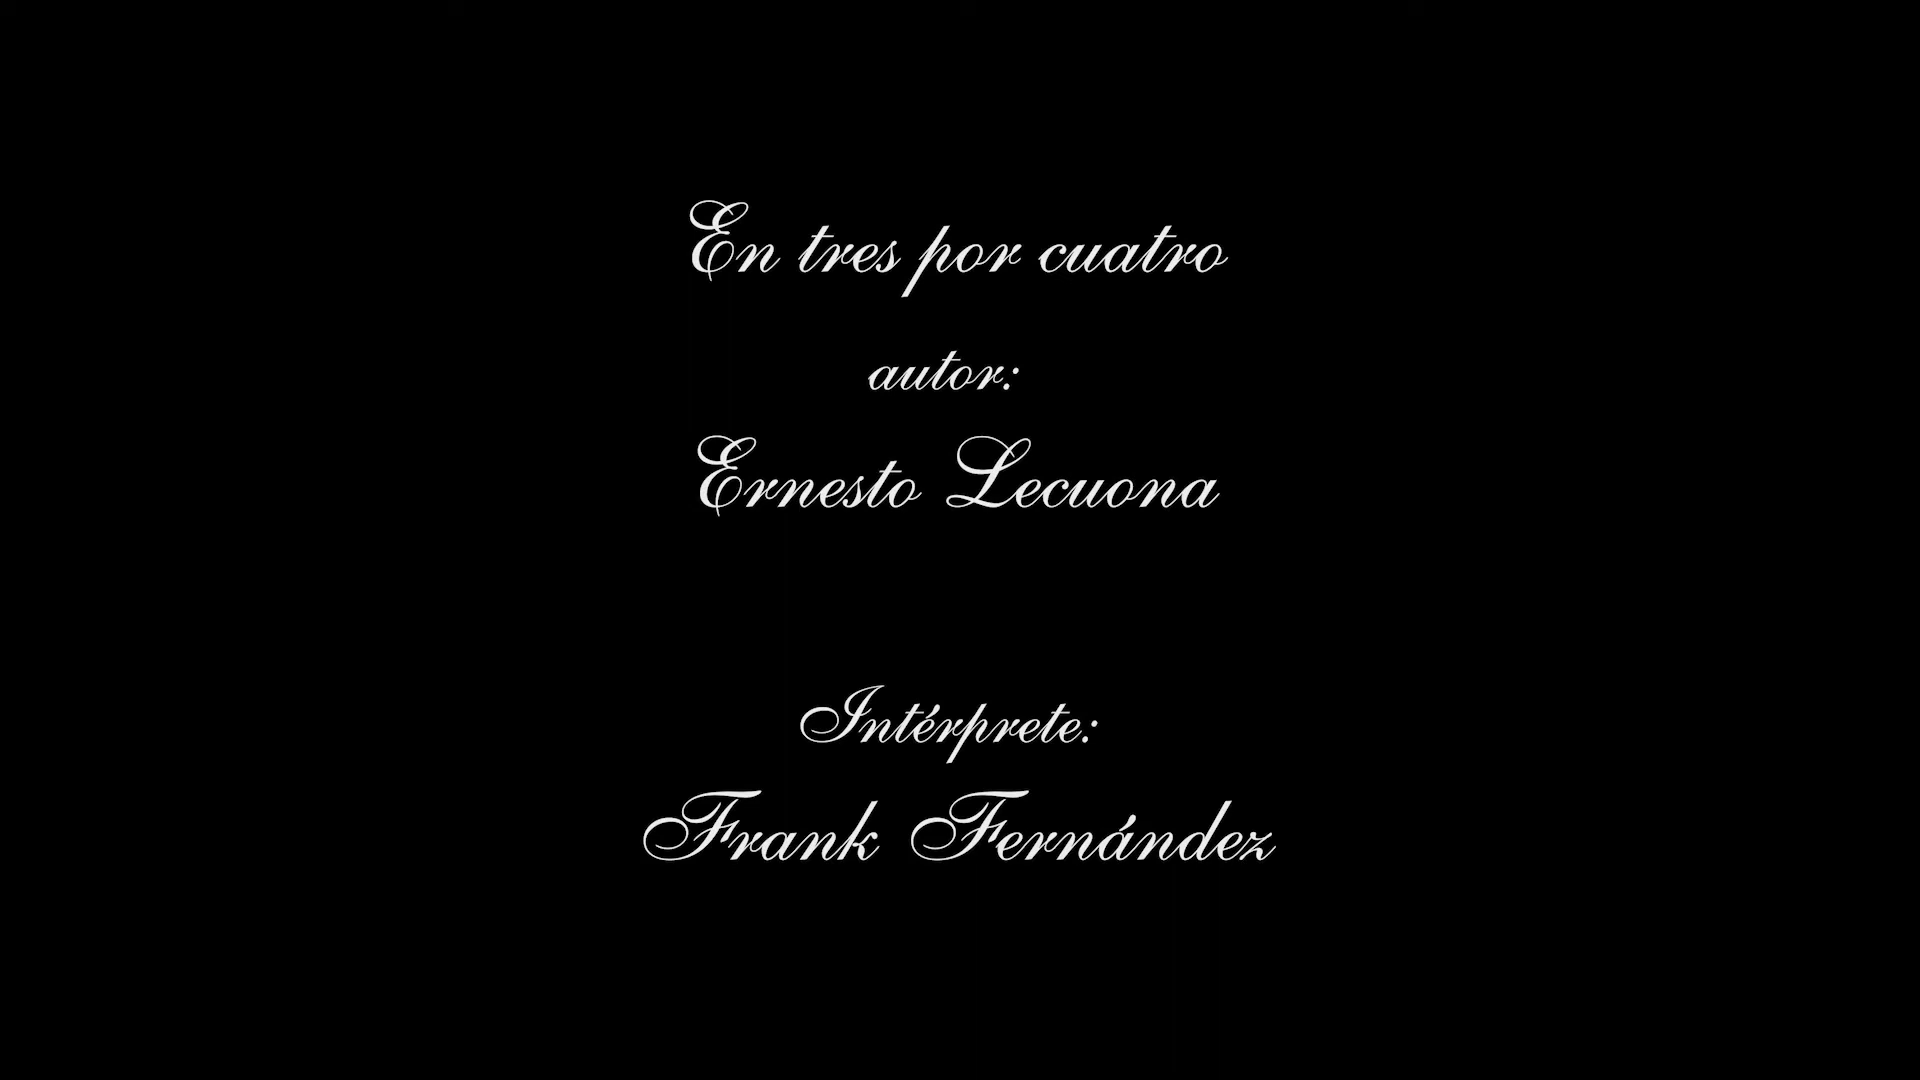 En tres por cuatro
autor:
Ernesto Lecuona
Intérprete:
Frank Fernández